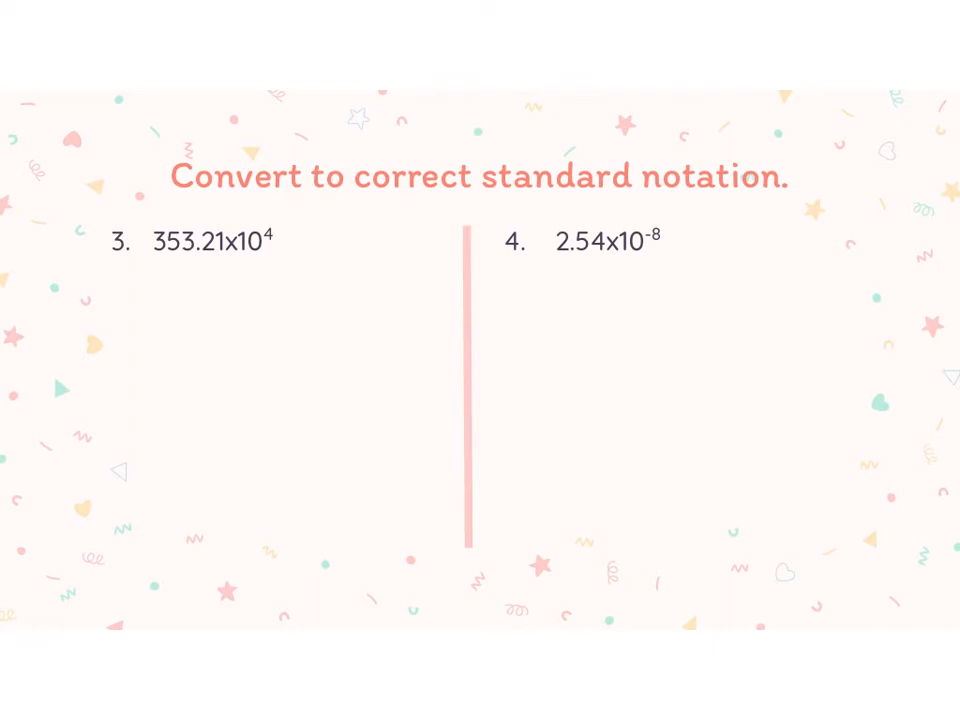 Convert to correct standard notation.
3. 353.21x10⁴
4. 2.54x10⁻⁸